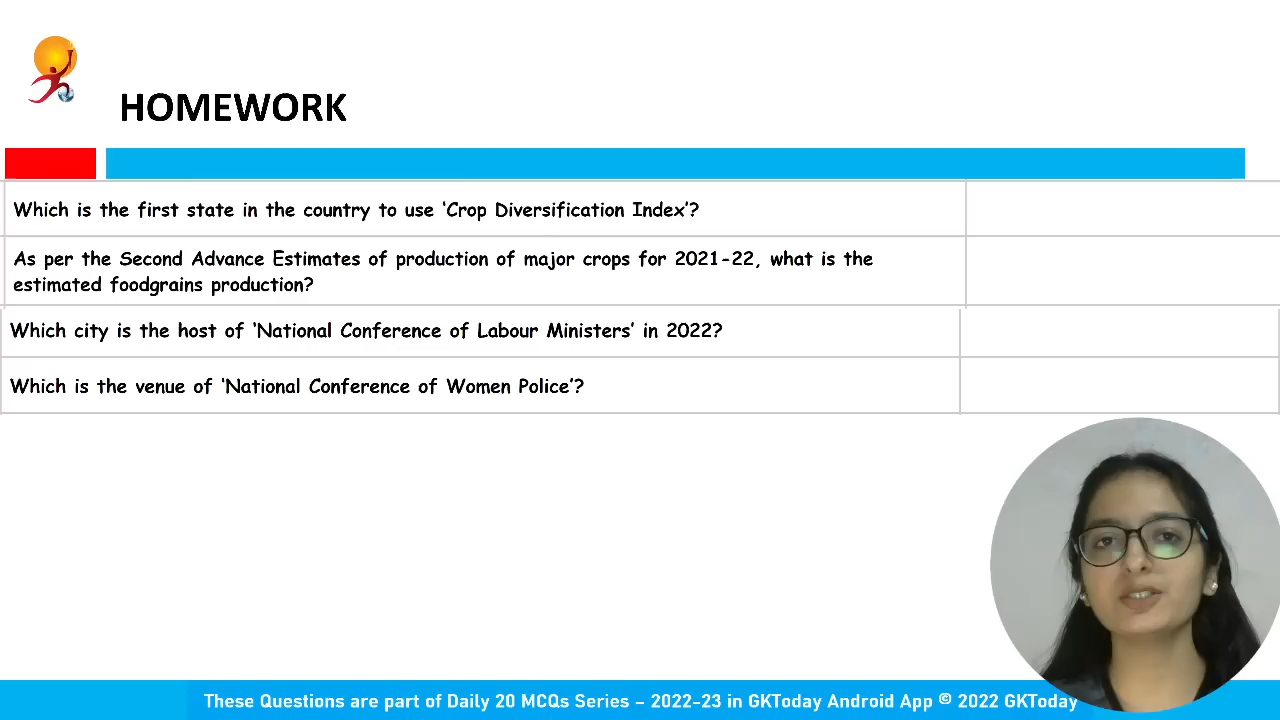 HOMEWORK
Which is the first state in the country to use ‘Crop Diversification Index’?
As per the Second Advance Estimates of production of major crops for 2021-22, what is the
estimated foodgrains production?
Which city is the host of ‘National Conference of Labour Ministers’ in 2022?
Which is the venue of ‘National Conference of Women Police’?
These Questions are part of Daily 20 MCQs Series – 2022-23 in GKToday Android App © 2022 GKToday